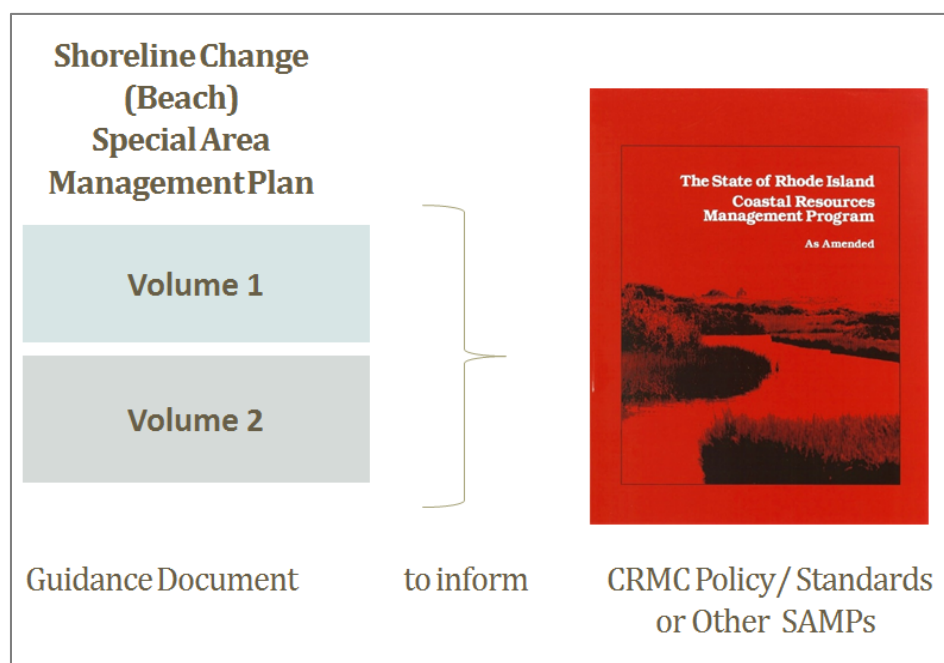 Shoreline Change
(Beach)
Special Area
Management Plan
Volume 1
Volume 2
The State of Rhode Island
Coastal Resources
Management Program
As Amended
Guidance Document
to inform
CRMC Policy/ Standards
or Other SAMPs